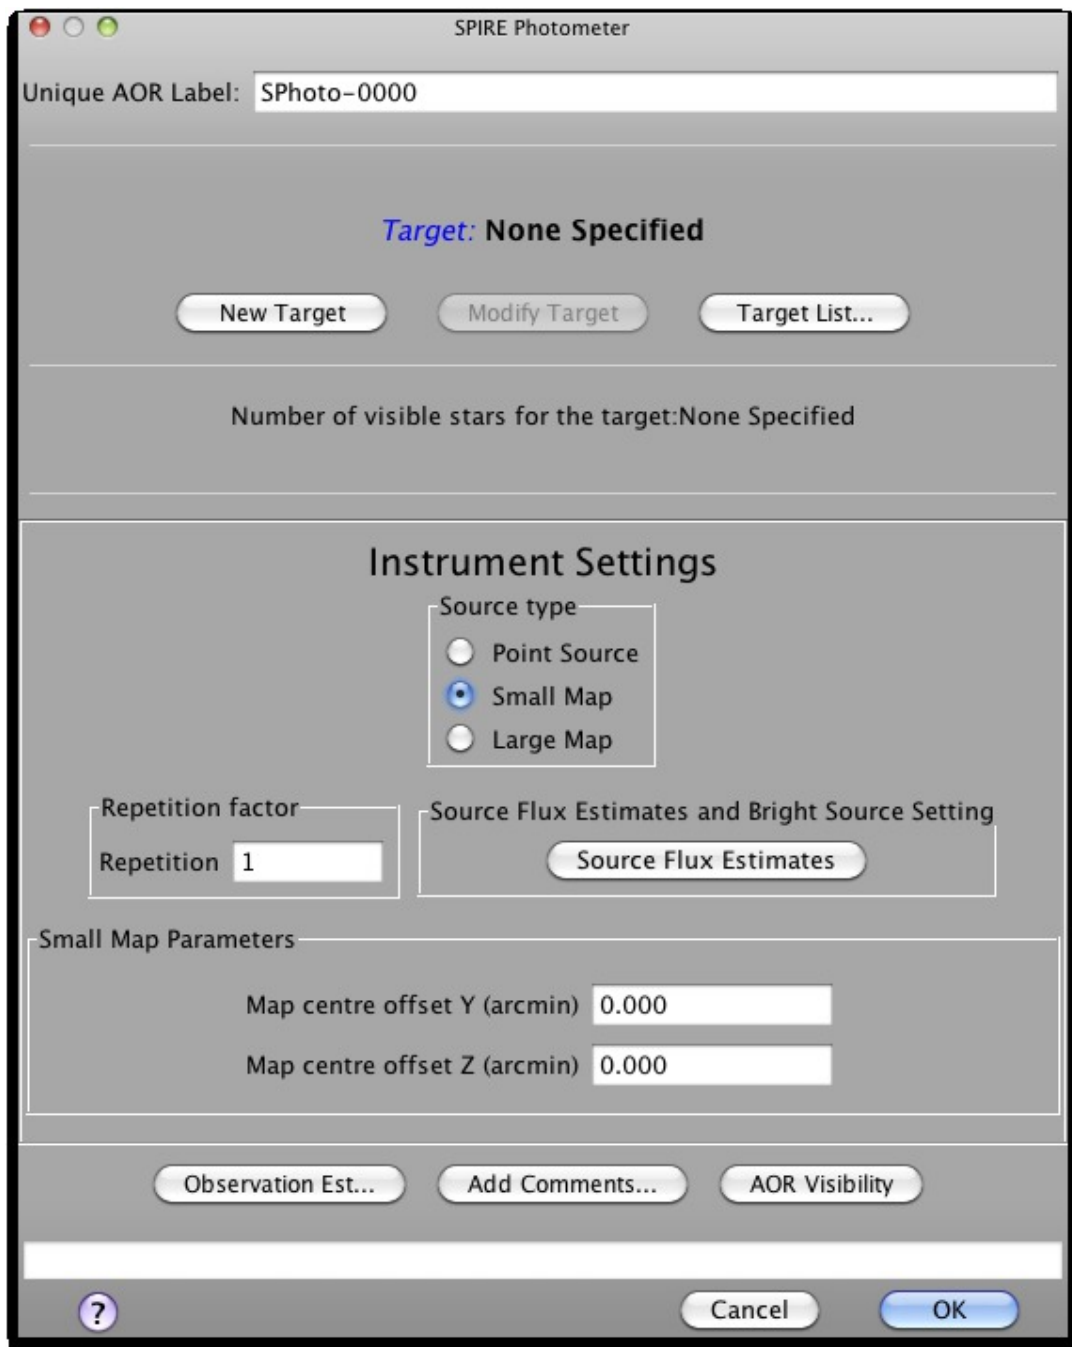 SPIRE Photometer
Unique AOR Label: SPhoto-0000
Target: None Specified
New Target Modify Target Target List...
Number of visible stars for the target:None Specified
Instrument Settings
Source type
Point Source
Small Map
Large Map
Repetition factor
Repetition 1
Source Flux Estimates and Bright Source Setting
Source Flux Estimates
Small Map Parameters
Map centre offset Y (arcmin) 0.000
Map centre offset Z (arcmin) 0.000
Observation Est... Add Comments... AOR Visibility
? Cancel OK